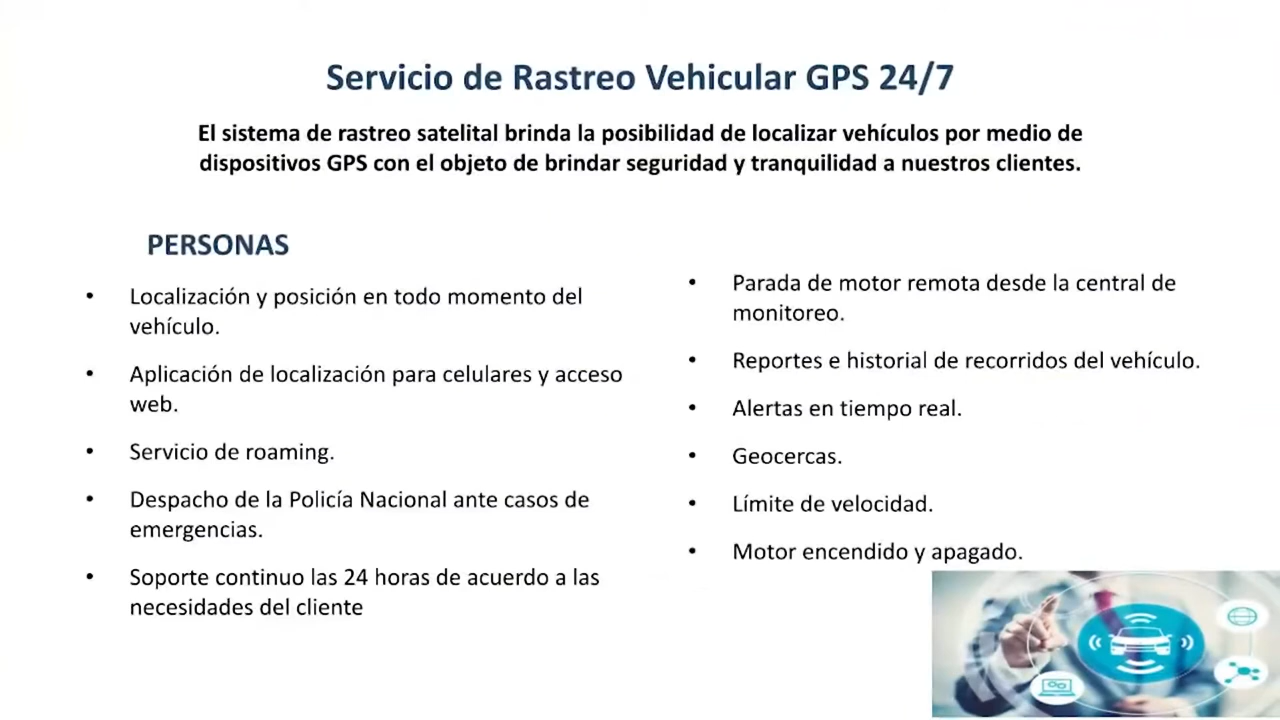 Servicio de Rastreo Vehicular GPS 24/7
El sistema de rastreo satelital brinda la posibilidad de localizar vehículos por medio de
dispositivos GPS con el objeto de brindar seguridad y tranquilidad a nuestros clientes.
PERSONAS
• Localización y posición en todo momento del
vehículo.
• Aplicación de localización para celulares y acceso
web.
• Servicio de roaming.
• Despacho de la Policía Nacional ante casos de
emergencias.
• Soporte continuo las 24 horas de acuerdo a las
necesidades del cliente
• Parada de motor remota desde la central de
monitoreo.
• Reportes e historial de recorridos del vehículo.
• Alertas en tiempo real.
• Geocercas.
• Límite de velocidad.
• Motor encendido y apagado.